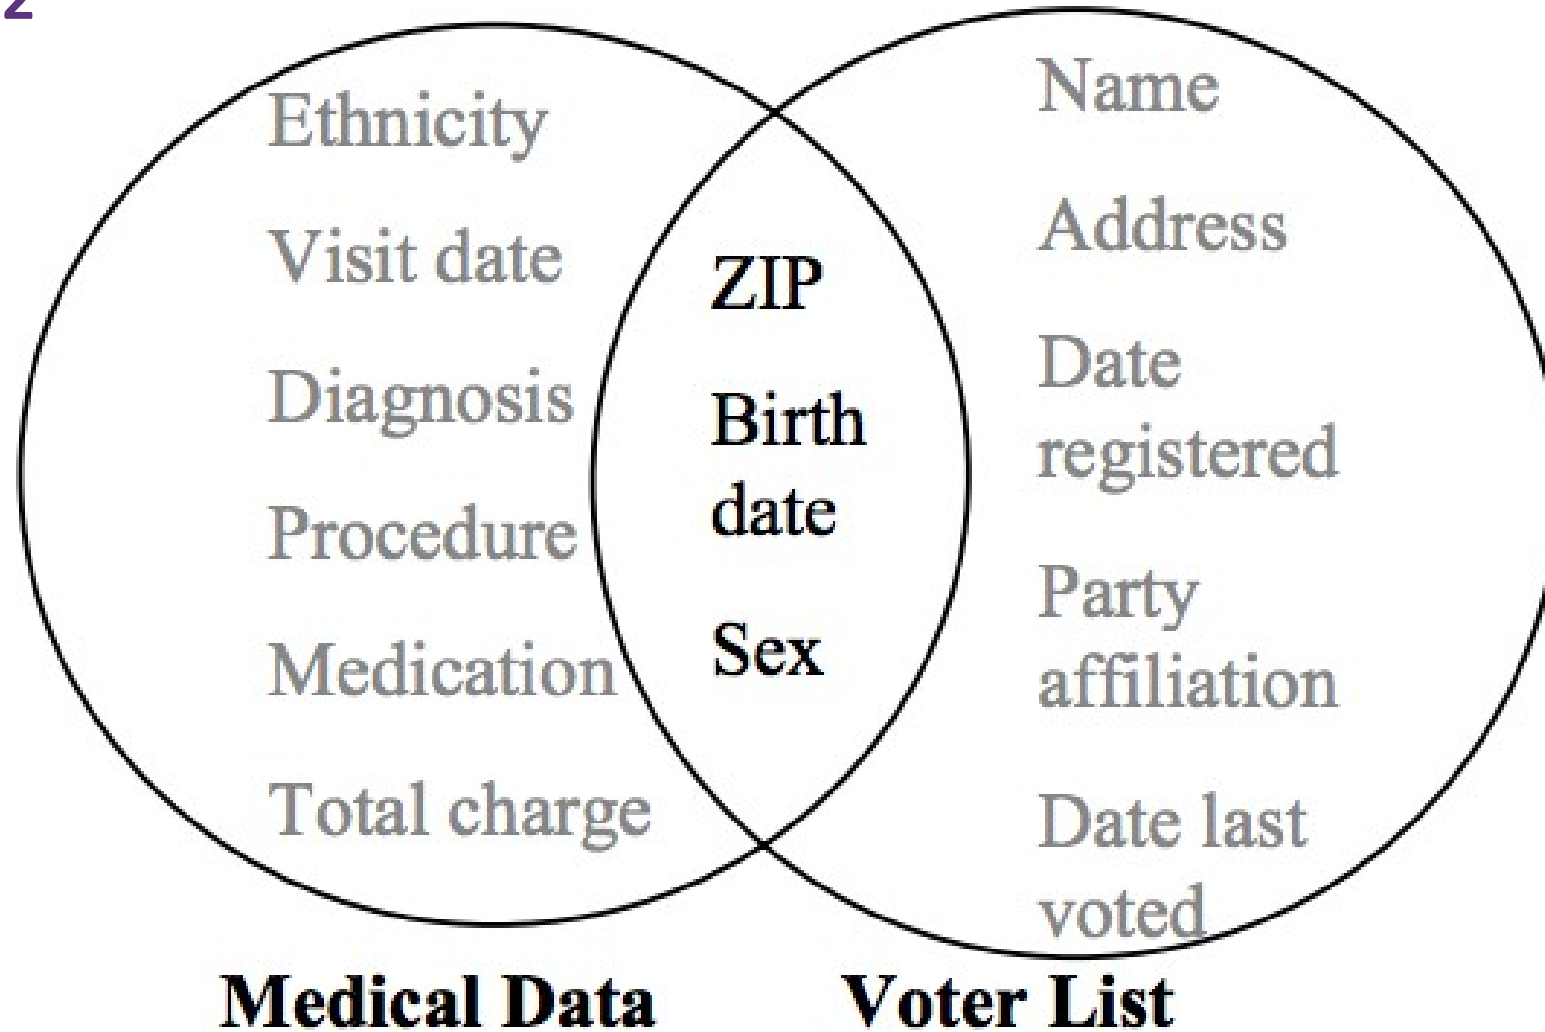 2
Ethnicity
Visit date
Diagnosis
Procedure
Medication
Total charge
ZIP
Birth
date
Sex
Name
Address
Date
registered
Party
affiliation
Date last
voted
Medical Data
Voter List